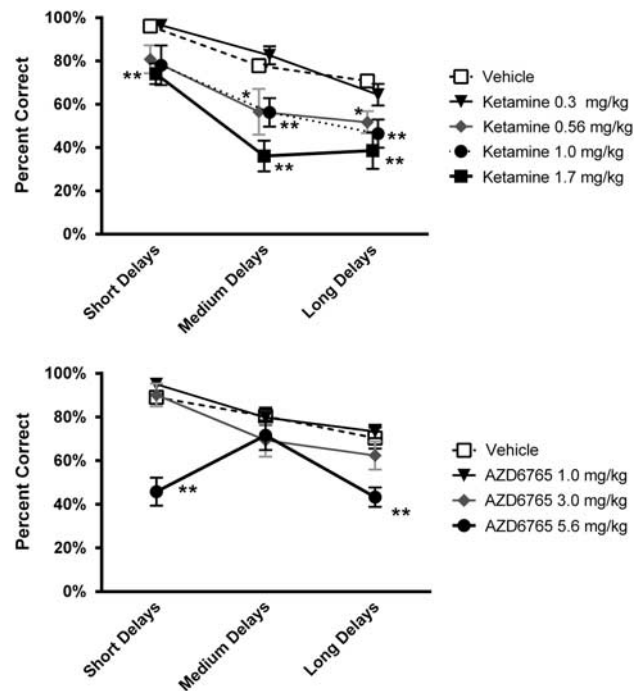 100%
80%
60%
40%
20%
0%
Percent Correct
Short Delays
Medium Delays
Long Delays
**
*
**
**
*
**
**
Vehicle
Ketamine 0.3 mg/kg
Ketamine 0.56 mg/kg
Ketamine 1.0 mg/kg
Ketamine 1.7 mg/kg
100%
80%
60%
40%
20%
0%
Percent Correct
Short Delays
Medium Delays
Long Delays
**
**
Vehicle
AZD6765 1.0 mg/kg
AZD6765 3.0 mg/kg
AZD6765 5.6 mg/kg